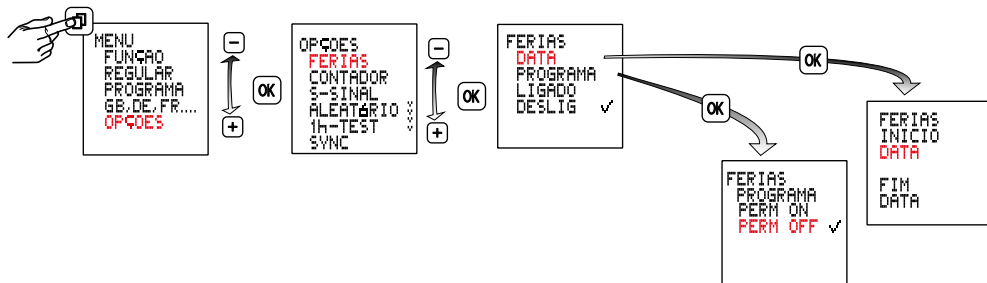 MENU
FUNÇAO
REGULAR
PROGRAMA
GB,DE,FR....
OPÇOES
−
+
OK
OPÇOES
FERIAS
CONTADOR
S-SINAL
ALEATÓRIO
1h-TEST
SYNC
−
+
OK
FERIAS
DATA
PROGRAMA
LIGADO
DESLIG ✓
OK
OK
FERIAS
PROGRAMA
PERM ON
PERM OFF ✓
FERIAS
INICIO
DATA
FIM
DATA